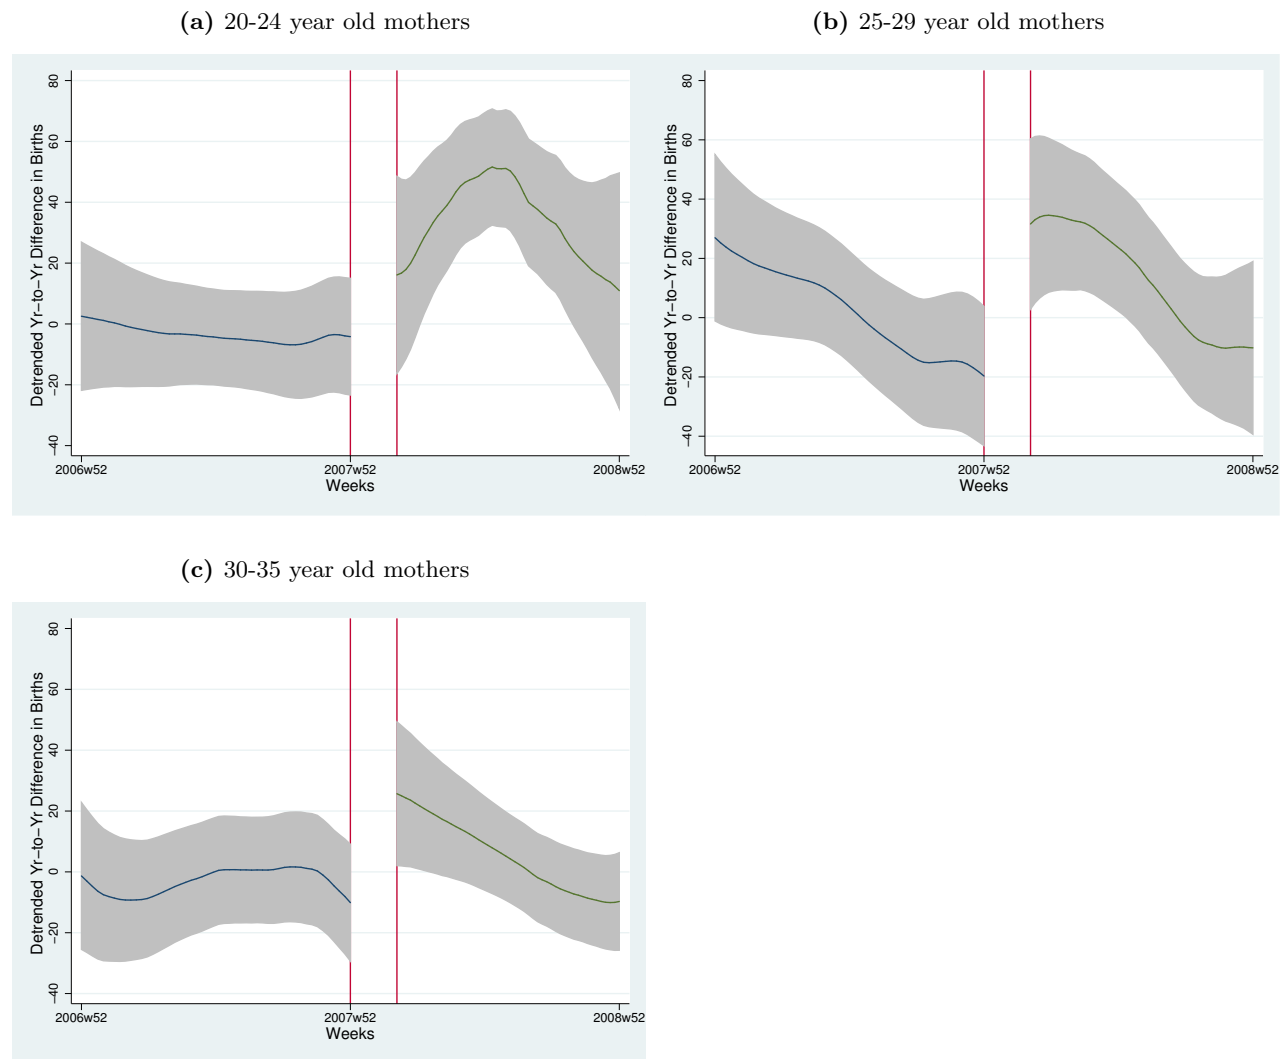 (a) 20-24 year old mothers
Detrended Yr−to−Yr Difference in Births
80
60
40
20
0
−20
−40
2006w52 2007w52 2008w52
Weeks
(b) 25-29 year old mothers
Detrended Yr−to−Yr Difference in Births
80
60
40
20
0
−20
−40
2006w52 2007w52 2008w52
Weeks
(c) 30-35 year old mothers
Detrended Yr−to−Yr Difference in Births
80
60
40
20
0
−20
−40
2006w52 2007w52 2008w52
Weeks